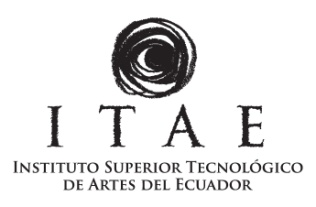 ITAE
INSTITUTO SUPERIOR TECNOLÓGICO
DE ARTES DEL ECUADOR